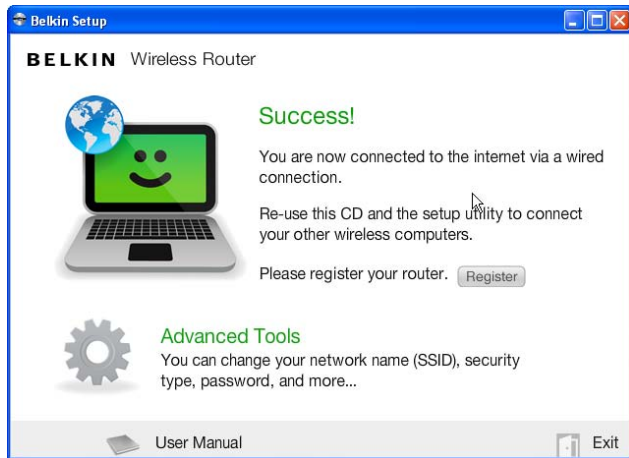 Belkin Setup
BELKIN Wireless Router
Success!
You are now connected to the internet via a wired
connection.
Re-use this CD and the setup utility to connect
your other wireless computers.
Please register your router. Register
Advanced Tools
You can change your network name (SSID), security
type, password, and more...
User Manual
Exit